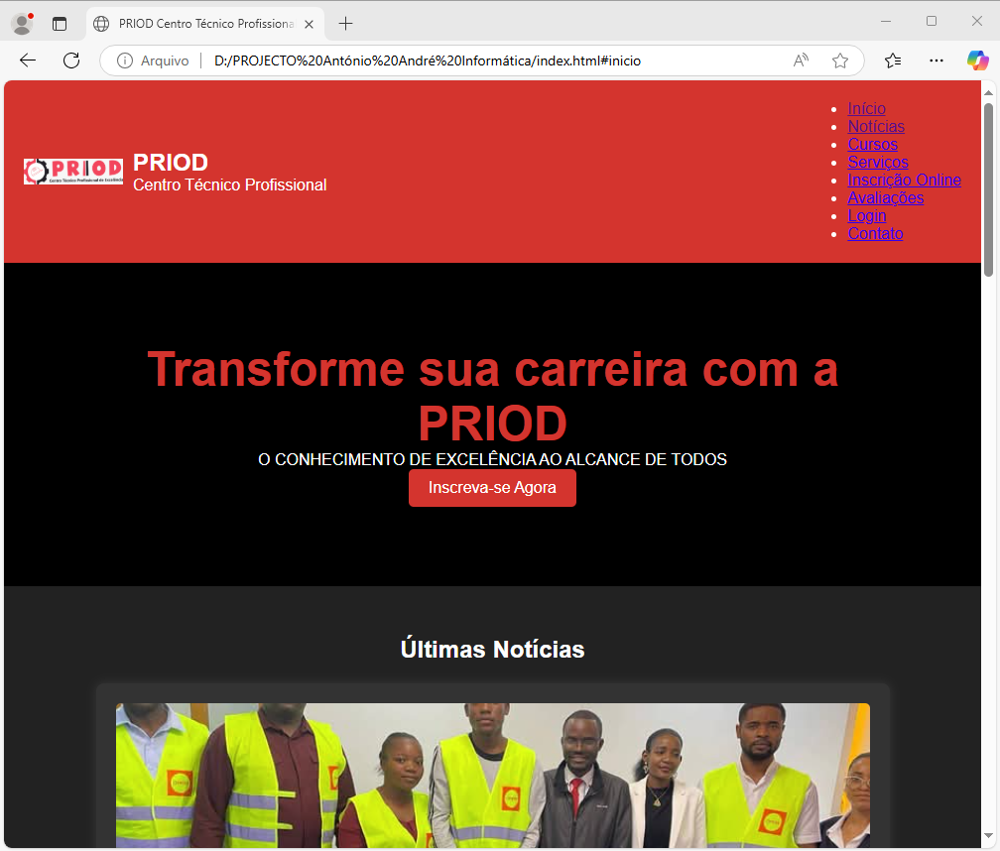 PRIOD Centro Técnico Profissiona
Arquivo
D:/PROJECTO%20António%20André%20Informática/index.html#inicio
PRIOD
Centro Técnico Profissional de Excelência
PRIOD
Centro Técnico Profissional
Início
Notícias
Cursos
Serviços
Inscrição Online
Avaliações
Login
Contato
Transforme sua carreira com a
PRIOD
O CONHECIMENTO DE EXCELÊNCIA AO ALCANCE DE TODOS
Inscreva-se Agora
Últimas Notícias